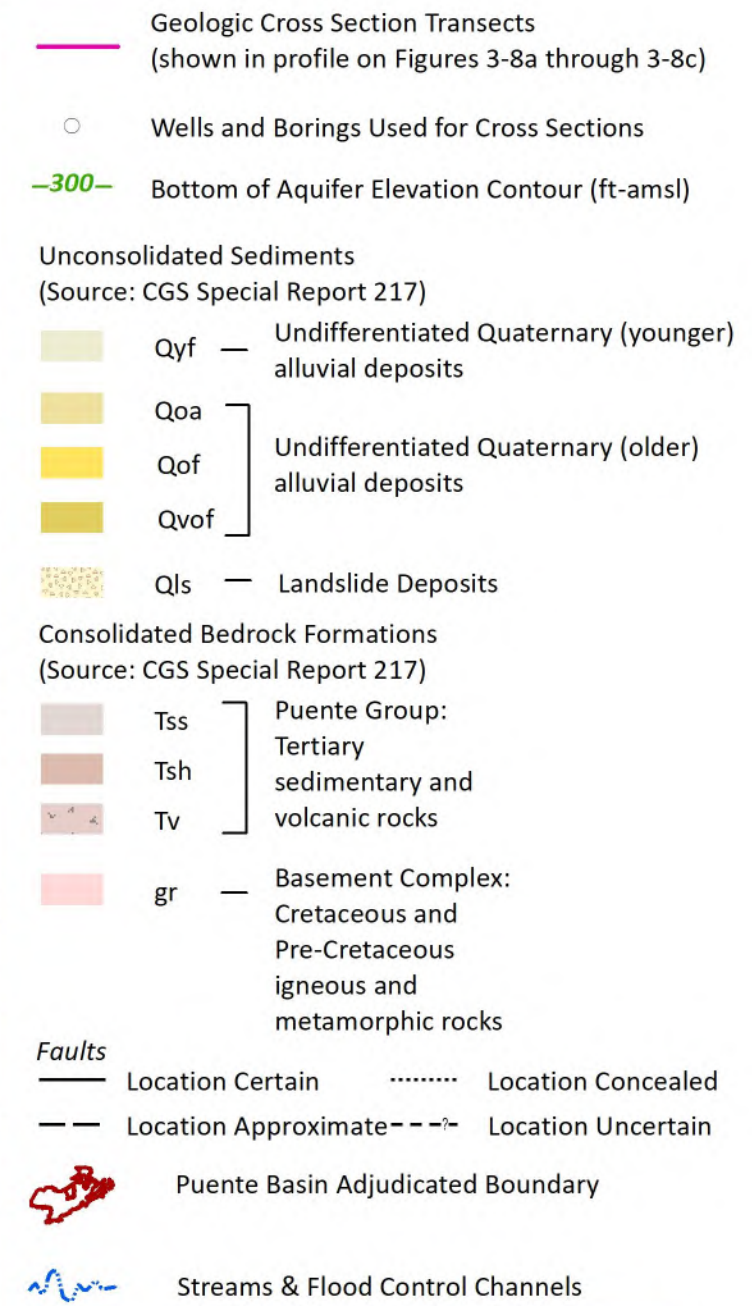 Geologic Cross Section Transects
(shown in profile on Figures 3-8a through 3-8c)
Wells and Borings Used for Cross Sections
–300– Bottom of Aquifer Elevation Contour (ft-amsl)
Unconsolidated Sediments
(Source: CGS Special Report 217)
Qyf — Undifferentiated Quaternary (younger)
alluvial deposits
Qoa
Qof
Qvof
Undifferentiated Quaternary (older)
alluvial deposits
Qls — Landslide Deposits
Consolidated Bedrock Formations
(Source: CGS Special Report 217)
Tss
Tsh
Tv
Puente Group:
Tertiary
sedimentary and
volcanic rocks
gr — Basement Complex:
Cretaceous and
Pre-Cretaceous
igneous and
metamorphic rocks
Faults
Location Certain Location Concealed
Location Approximate ? Location Uncertain
Puente Basin Adjudicated Boundary
Streams & Flood Control Channels